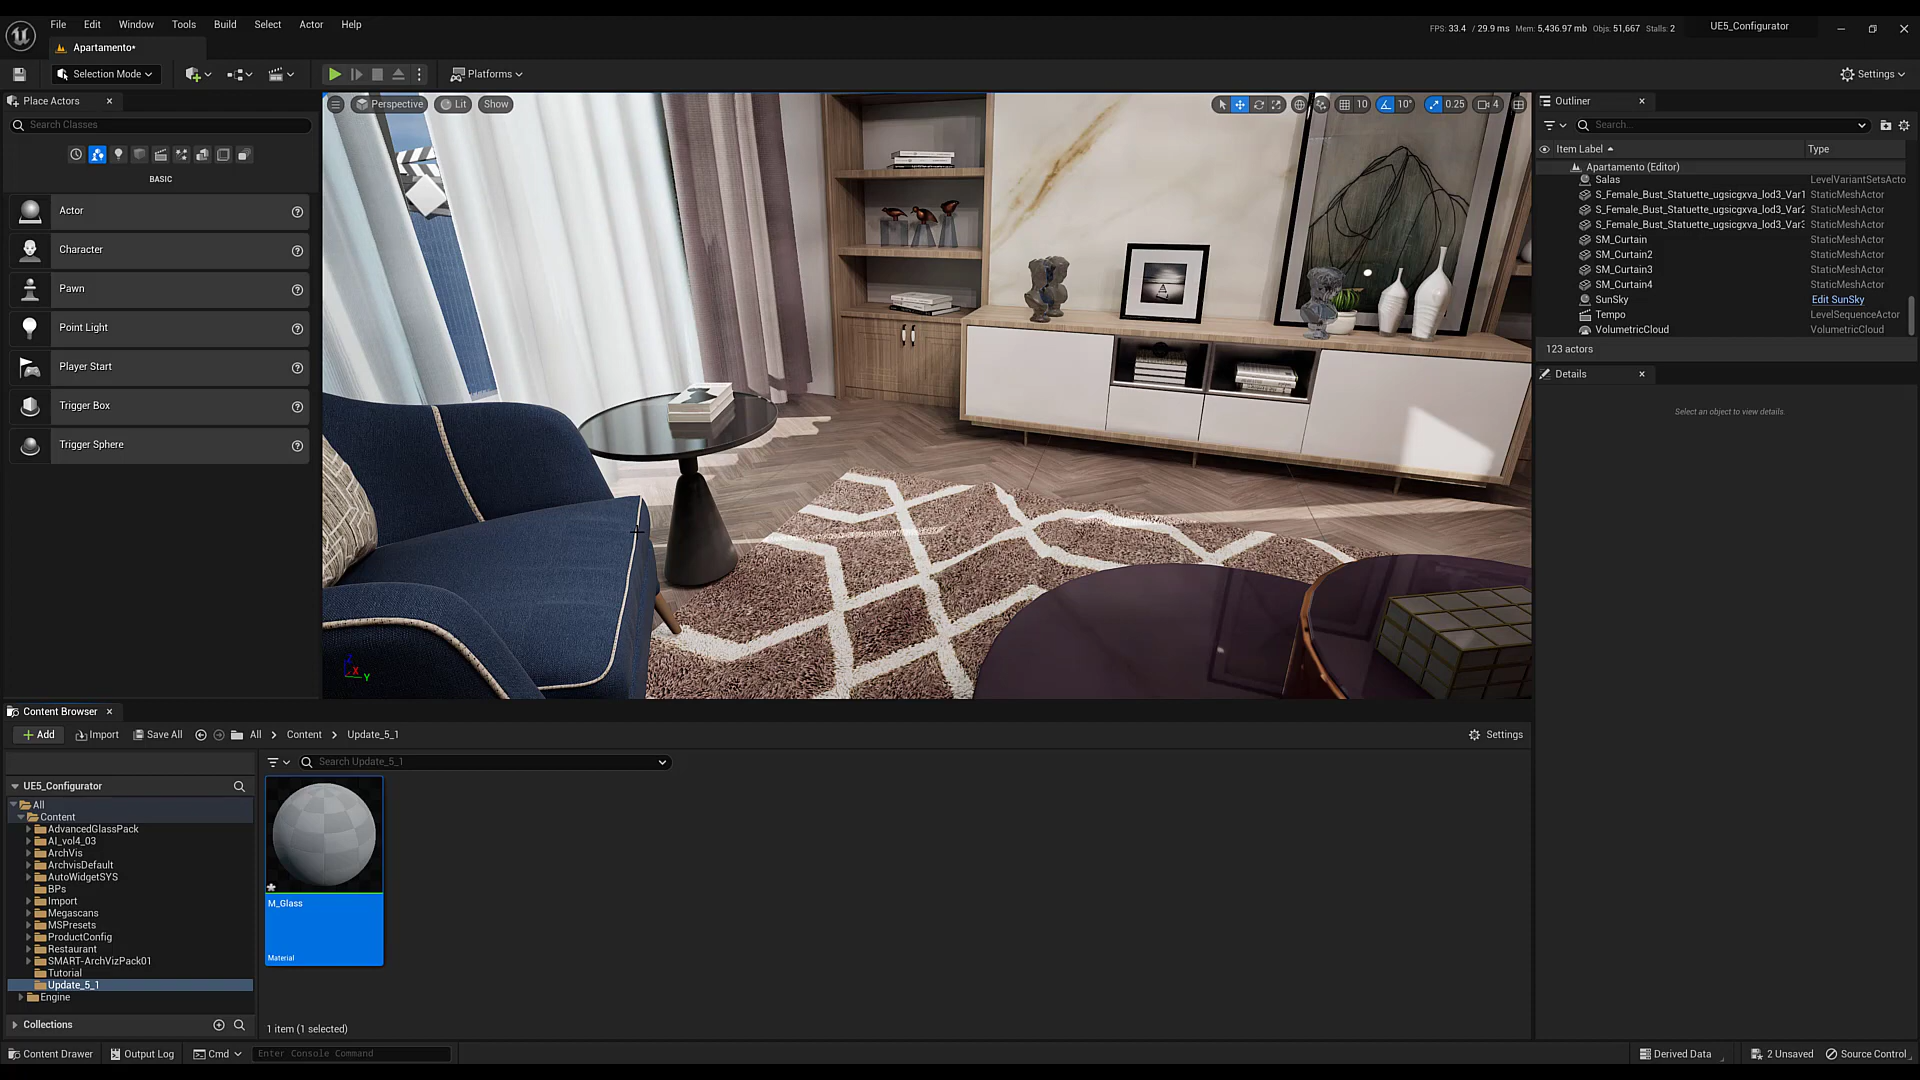 File Edit Window Tools Build Select Actor Help
FPS: 33.4 / 29.9 ms Mem: 5,436.97 mb Objs: 51,667 Stalls: 2
UE5_Configurator
Apartamento*
Selection Mode
Platforms
Settings
Place Actors
Search Classes
BASIC
Actor
Character
Pawn
Point Light
Player Start
Trigger Box
Trigger Sphere
Perspective Lit Show
10 10° 0.25 4
Outliner
Search...
Item Label Type
Apartamento (Editor)
Salas LevelVariantSetsActo
S_Female_Bust_Statuette_ugsicgxva_lod3_Var1 StaticMeshActor
S_Female_Bust_Statuette_ugsicgxva_lod3_Var2 StaticMeshActor
S_Female_Bust_Statuette_ugsicgxva_lod3_Var3 StaticMeshActor
SM_Curtain StaticMeshActor
SM_Curtain2 StaticMeshActor
SM_Curtain3 StaticMeshActor
SM_Curtain4 StaticMeshActor
SunSky Edit SunSky
Tempo LevelSequenceActor
VolumetricCloud VolumetricCloud
123 actors
Details
Select an object to view details.
X Y
Content Browser
Add Import Save All All Content Update_5_1
Settings
Search Update_5_1
UE5_Configurator
All
Content
AdvancedGlassPack
AI_vol4_03
ArchVis
ArchvisDefault
AutoWidgetSYS
BPs
Import
Megascans
MSPresets
ProductConfig
Restaurant
SMART-ArchVizPack01
Tutorial
Update_5_1
Engine
Collections
M_Glass
Material
1 item (1 selected)
Content Drawer Output Log Cmd Enter Console Command
Derived Data 2 Unsaved Source Control